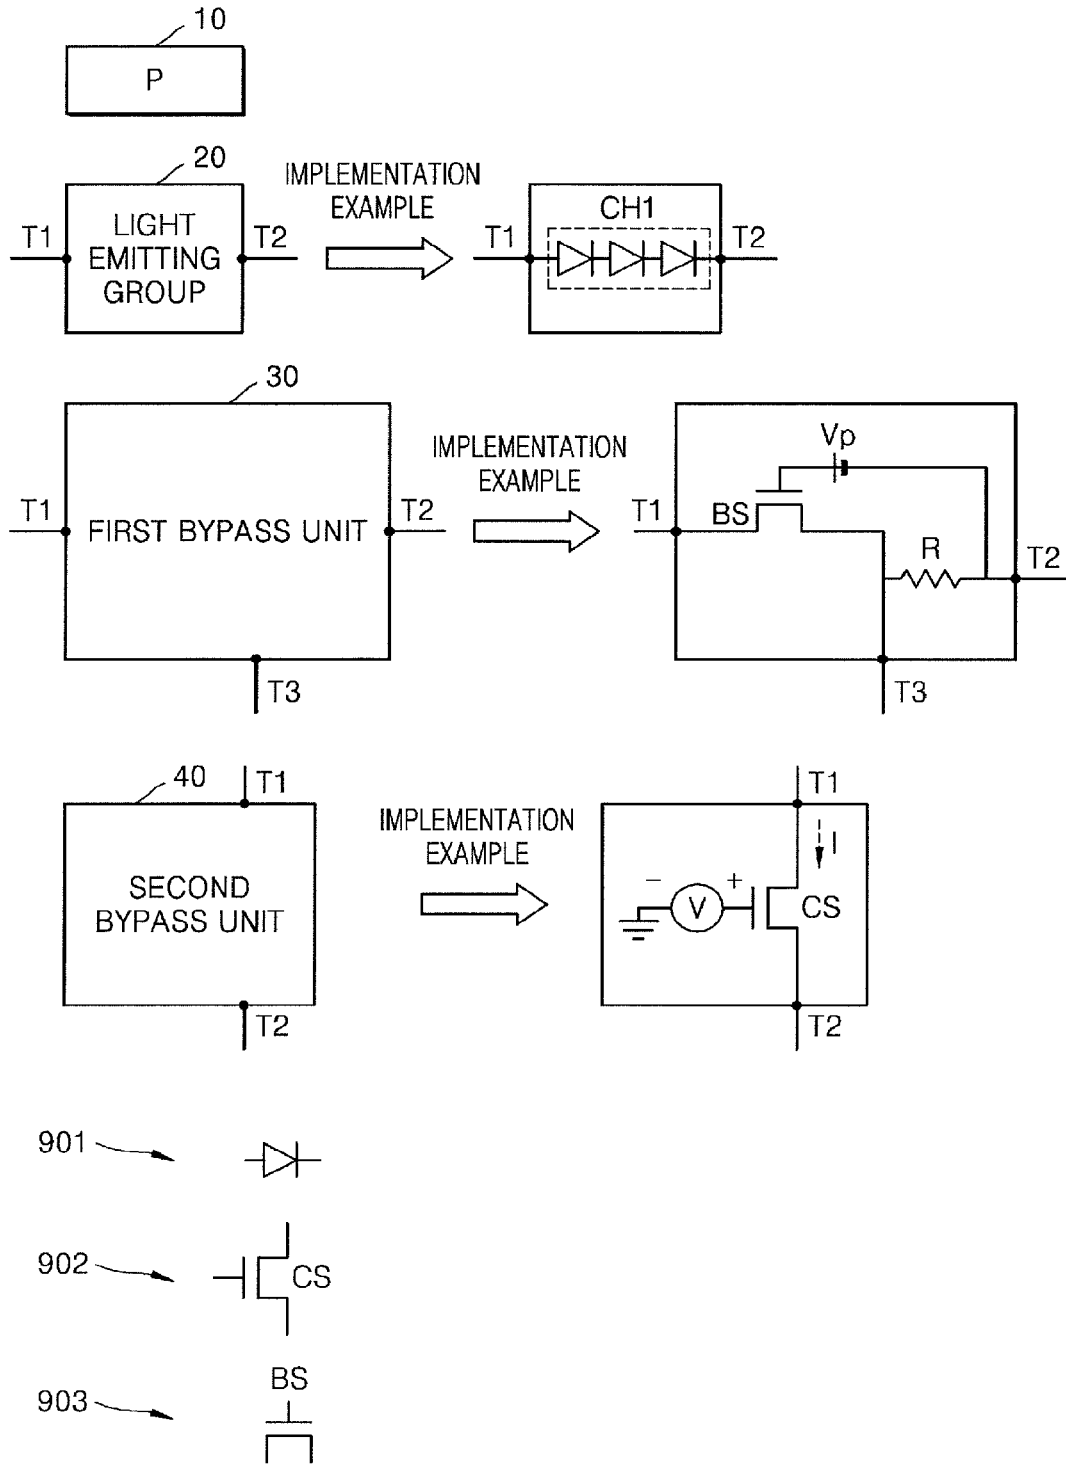 10
P
20
LIGHT
EMITTING
GROUP
T1
T2
IMPLEMENTATION
EXAMPLE
CH1
T1
T2
30
FIRST BYPASS UNIT
T1
T2
T3
IMPLEMENTATION
EXAMPLE
Vp
BS
R
T1
T2
T3
40
T1
SECOND
BYPASS UNIT
T2
IMPLEMENTATION
EXAMPLE
T1
I
- +
V
CS
T2
901
902
CS
BS
903